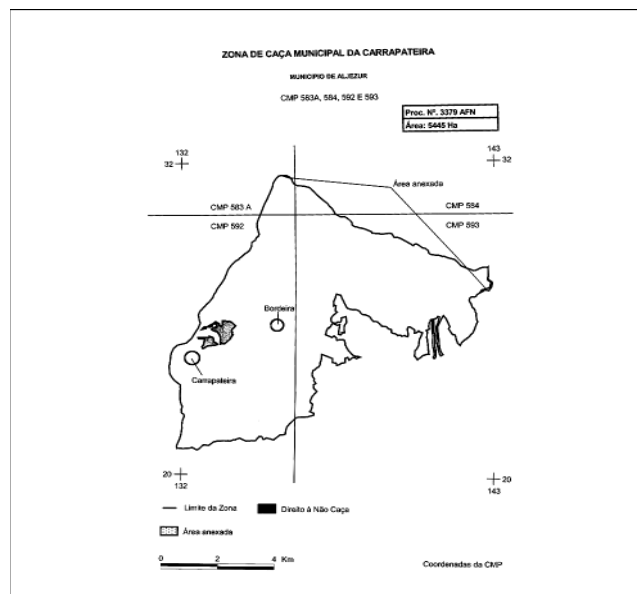 ZONA DE CAÇA MUNICIPAL DA CARRAPATEIRA
MUNICIPIO DE ALJEZUR
CMP 583A, 584, 592 E 593
Proc. Nº. 3379 AFN
Área: 5445 Ha
132
32
143
32
Área anexada
CMP 583 A
CMP 584
CMP 592
CMP 593
Bordeira
Carrapateira
20
132
20
143
Limite da Zona
Direito à Não Caça
Área anexada
0 2 4 Km
Coordenadas da CMP